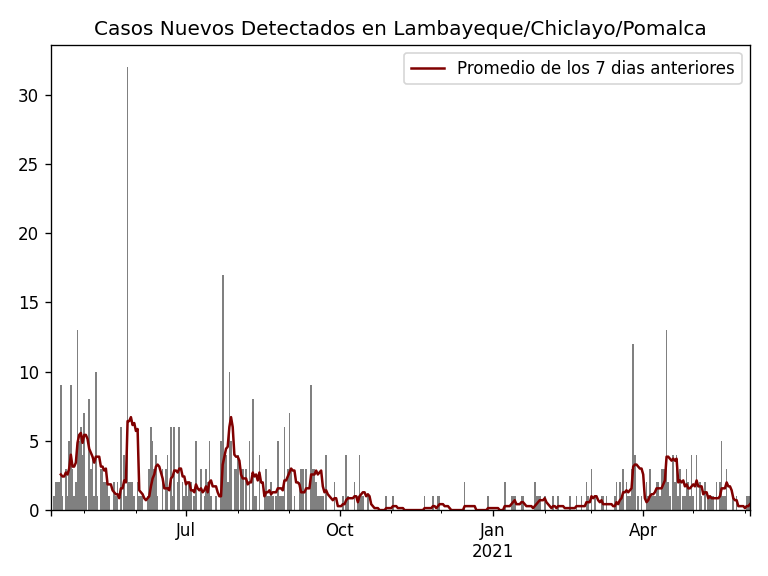 Casos Nuevos Detectados en Lambayeque/Chiclayo/Pomalca
Promedio de los 7 dias anteriores
30
25
20
15
10
5
0
Jul Oct Jan Apr
2021